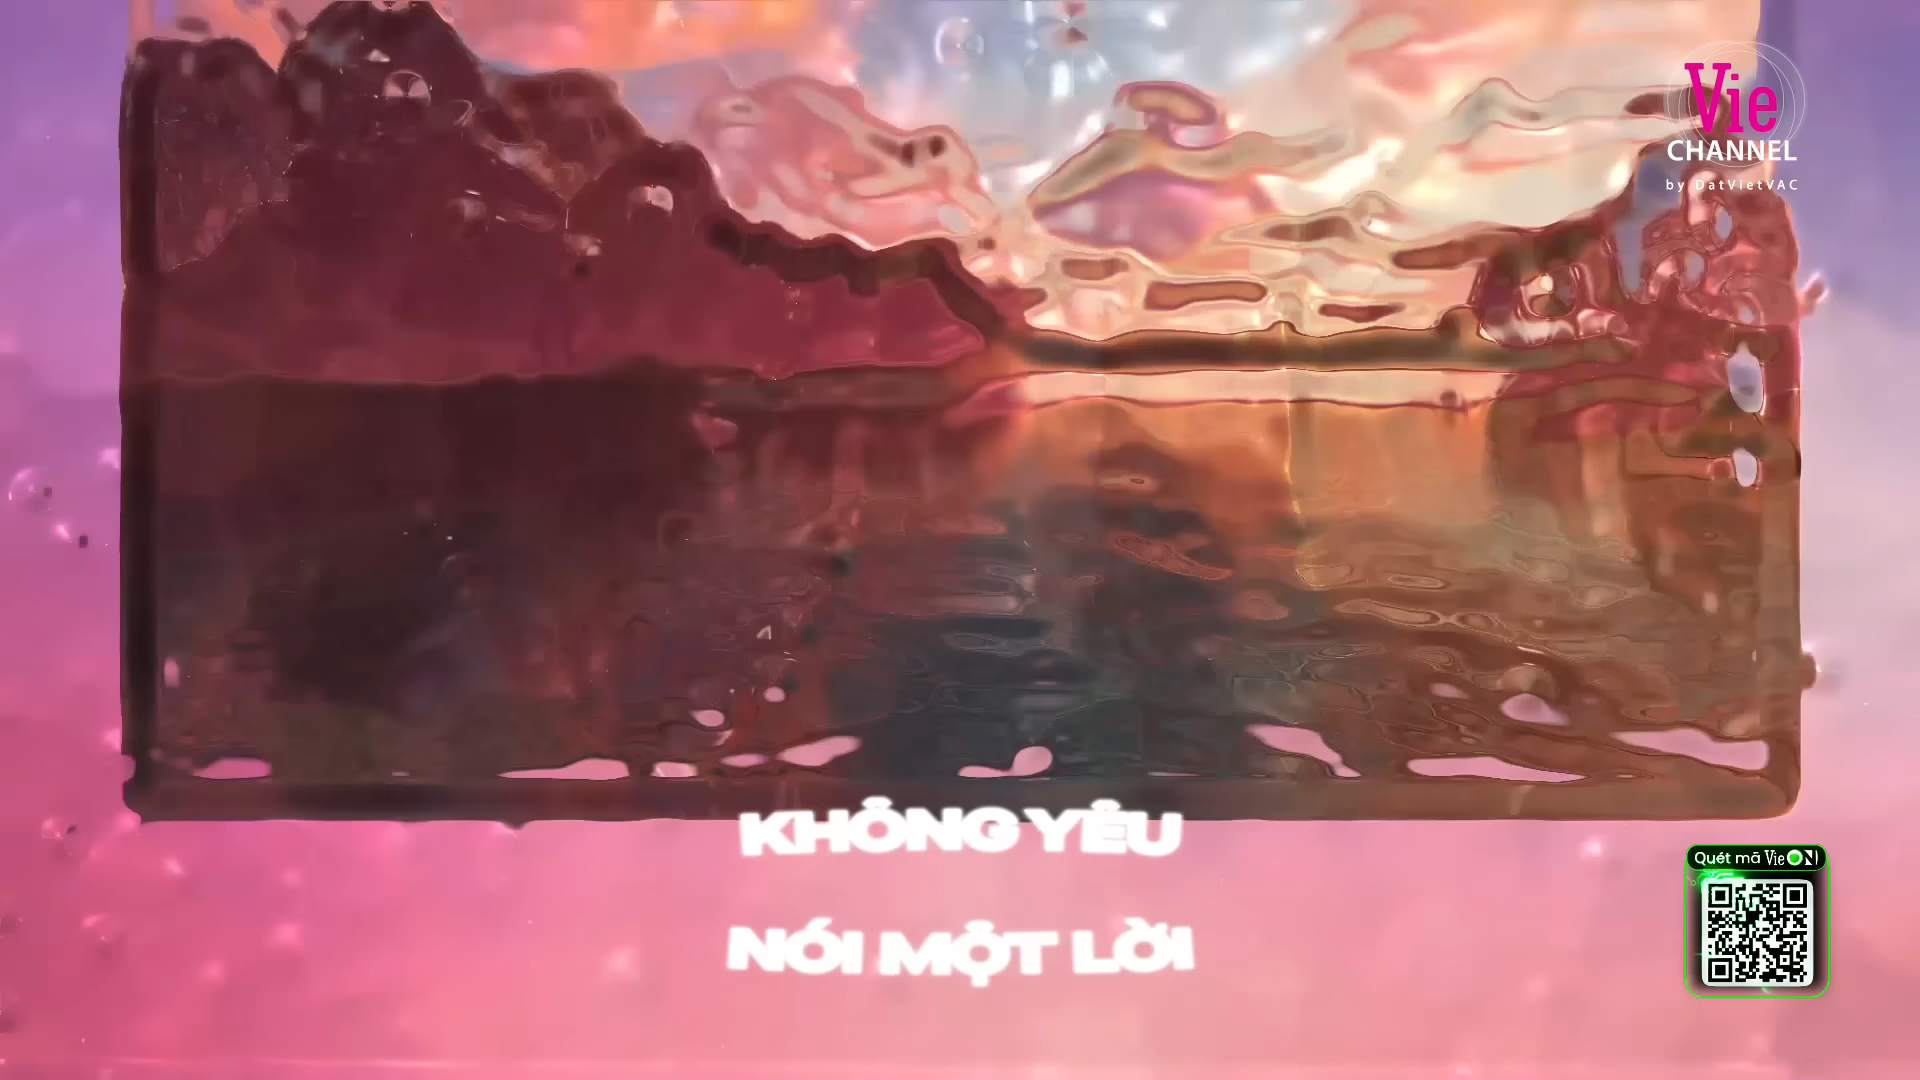 Vie
CHANNEL
by DatVietVAC
KHÔNG YÊU
NÓI MỘT LỜI
Quét mã VieON